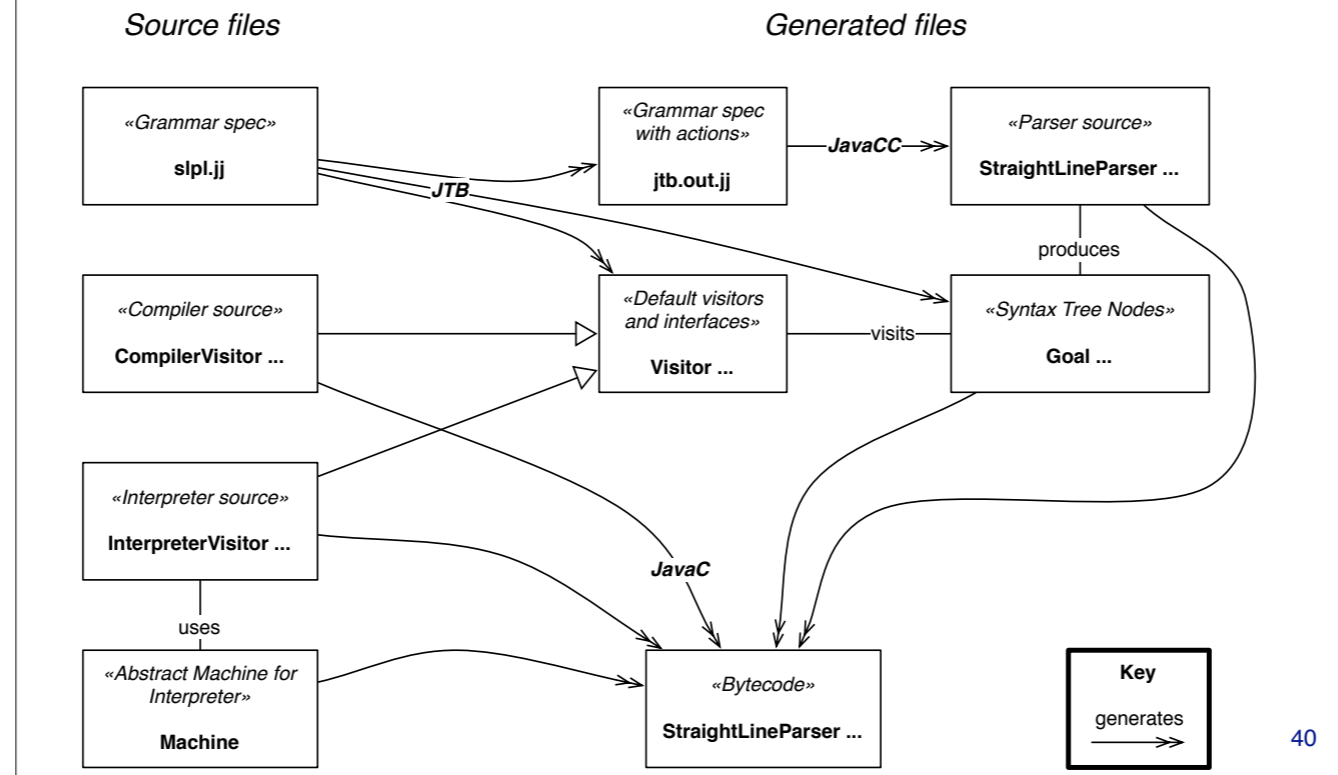 Source files
Generated files
«Grammar spec»
slpl.jj
«Grammar spec
with actions»
jtb.out.jj
JavaCC
«Parser source»
StraightLineParser ...
JTB
produces
«Compiler source»
CompilerVisitor ...
«Default visitors
and interfaces»
Visitor ...
visits
«Syntax Tree Nodes»
Goal ...
«Interpreter source»
InterpreterVisitor ...
JavaC
uses
«Abstract Machine for
Interpreter»
Machine
«Bytecode»
StraightLineParser ...
Key
generates
40